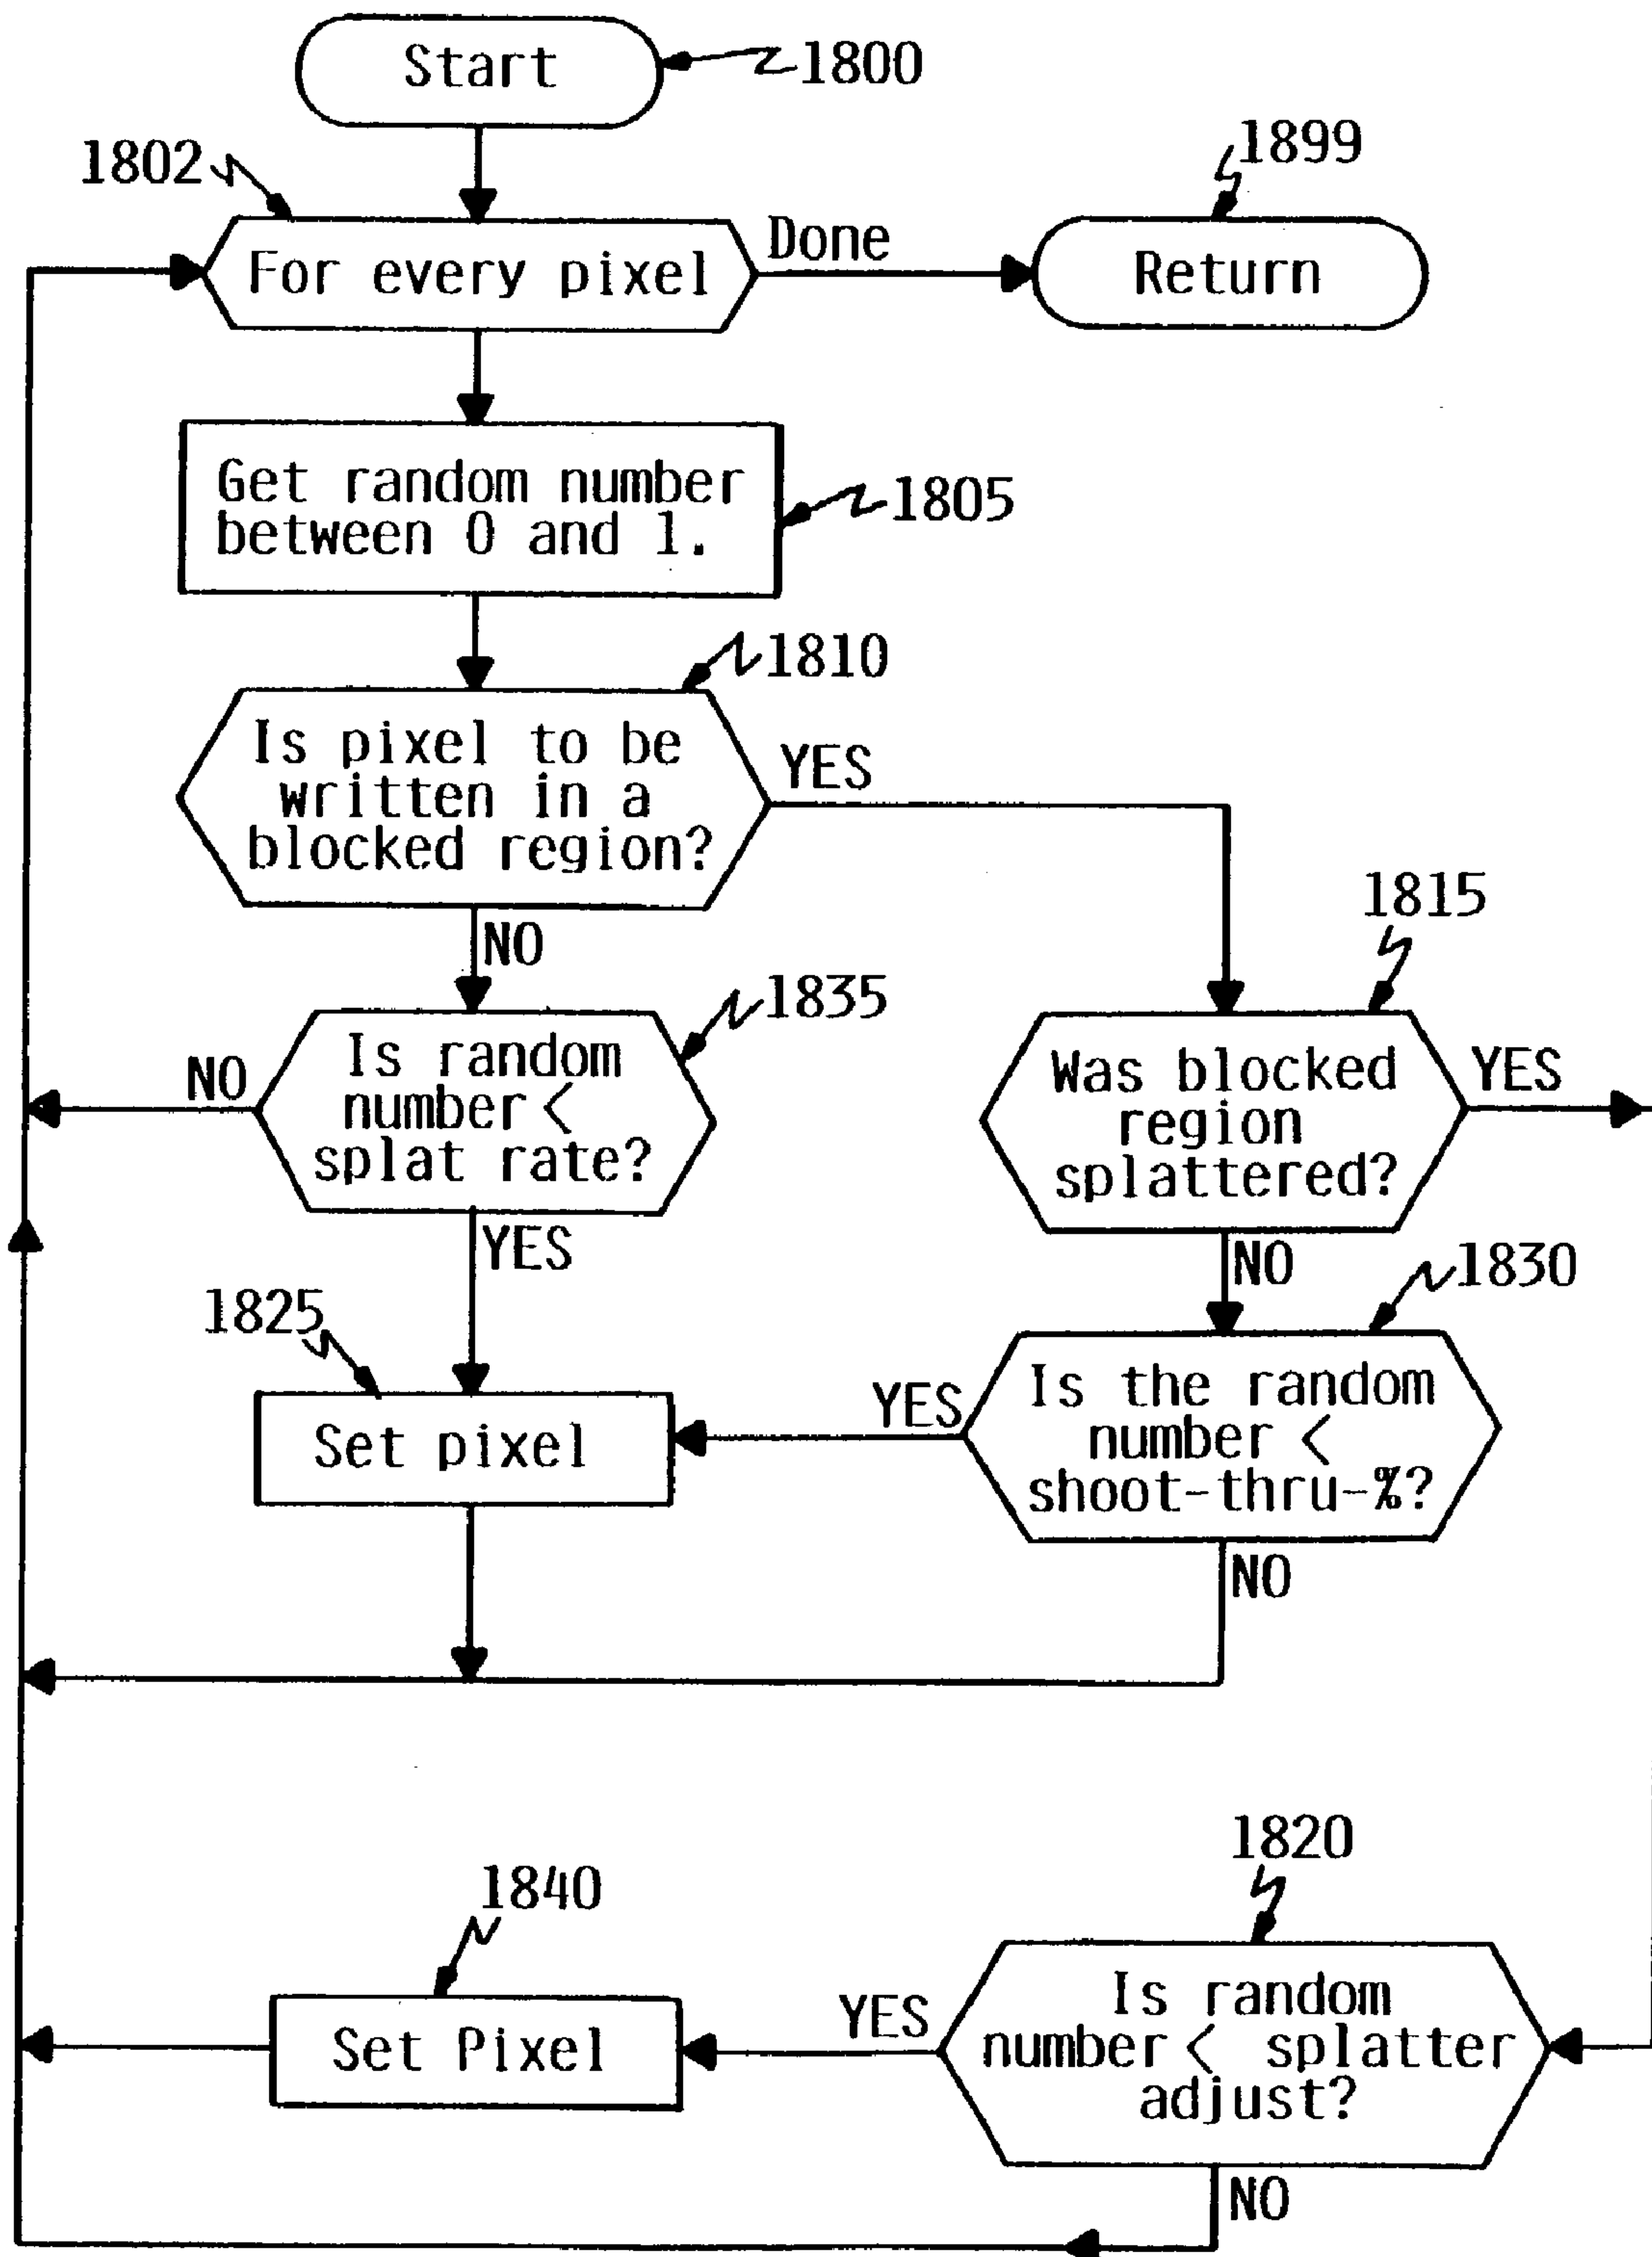 Start
1800
1802
1899
For every pixel
Done
Return
Get random number
between 0 and 1.
1805
1810
Is pixel to be
written in a
blocked region?
YES
NO
1815
1835
Is random
number <
splat rate?
NO
YES
Was blocked
region
splattered?
YES
NO
1830
1825
Set pixel
YES
Is the random
number <
shoot-thru-%?
NO
1820
1840
Set Pixel
YES
Is random
number < splatter
adjust?
NO